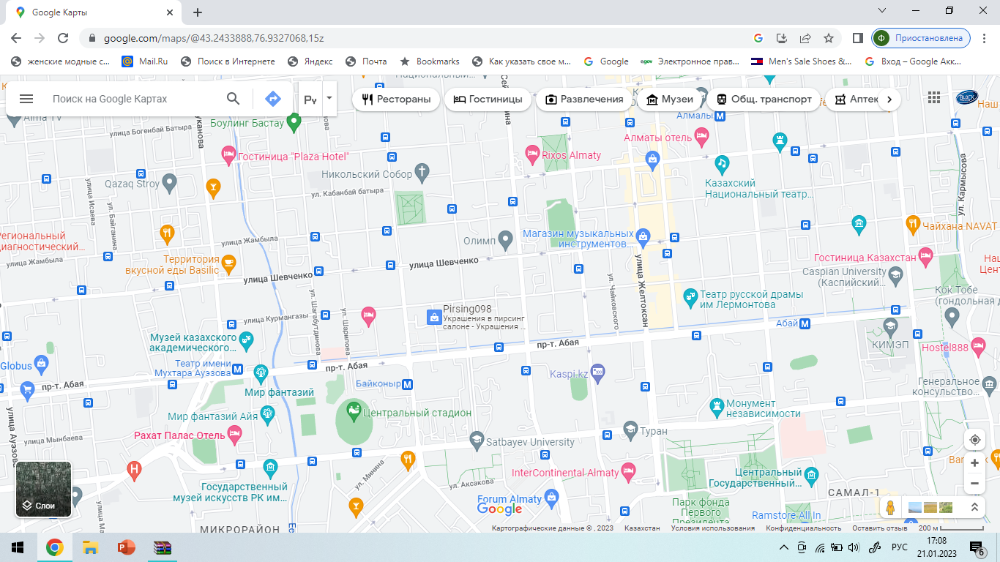 Google Карты
google.com/maps/@43.2433888,76.9327068,15z
Ф
Приостановлена
женские модные с...
Mail.Ru
Поиск в Интернете
Яндекс
Почта
Bookmarks
Как указать свое м...
Google
Электронное прав...
Men's Sale Shoes &...
Вход – Google Акк...
Поиск на Google Картах
Рестораны
Гостиницы
Развлечения
Музеи
Общ. транспорт
Аптек
Alma TV
улица Богенбай Батыра
Боулинг Бастау
Алмалы
Наш
Гостиница "Plaza Hotel"
Rixos Almaty
Алматы отель
ул. Кармысова
Qazaq Stroy
Никольский Собор
Казахский
Национальный театр...
улица Исаева
ул. Байганина
ул. Кабанбай батыра
Региональный
диагностический...
улица Жамбыла
улица Жамбыла
Олимп
Магазин музыкальных
инструментов...
Чайхана NAVAT
Территория
вкусной еды Basilic
улица Шевченко
улица Шевченко
улица Желтоксан
Гостиница Казахстан
Caspian University
(Каспийский...
Кок Тобе
(гондольная д
ул. Шагабутдинова
ул. Шарипова
ул. Чайковского
Театр русской драмы
им Лермонтова
улица Курмангазы
Pirsing098
Украшения в пирсинг
салоне - Украшения ...
Абай
Музей казахского
академического...
пр-т. Абая
КИМЭП
Hostel888
Globus
Театр имени
Мухтара Ауэзова
пр-т. Абая
Kaspi.kz
пр-т. Абая
Байконыр
Мир фантазий
Генеральное
консульство...
улица Ауэзова
Мир фантазий Айя
Центральный стадион
Монумент
независимости
Рахат Палас Отель
улица Мынбаева
Satbayev University
Туран
ул. Минина
ул. Аксакова
InterContinental Almaty
Центральный
Государственный...
Государственный
музей искусств РК им...
САМАЛ-1
Слои
Forum Almaty
Google
Парк фонда
Первого
Президента
Ramstore All In
МИКРОРАЙОН
Картографические данные © , 2023
Казахстан
Условия использования
Конфиденциальность
Оставить отзыв
200 м
РУС
17:08
21.01.2023
6